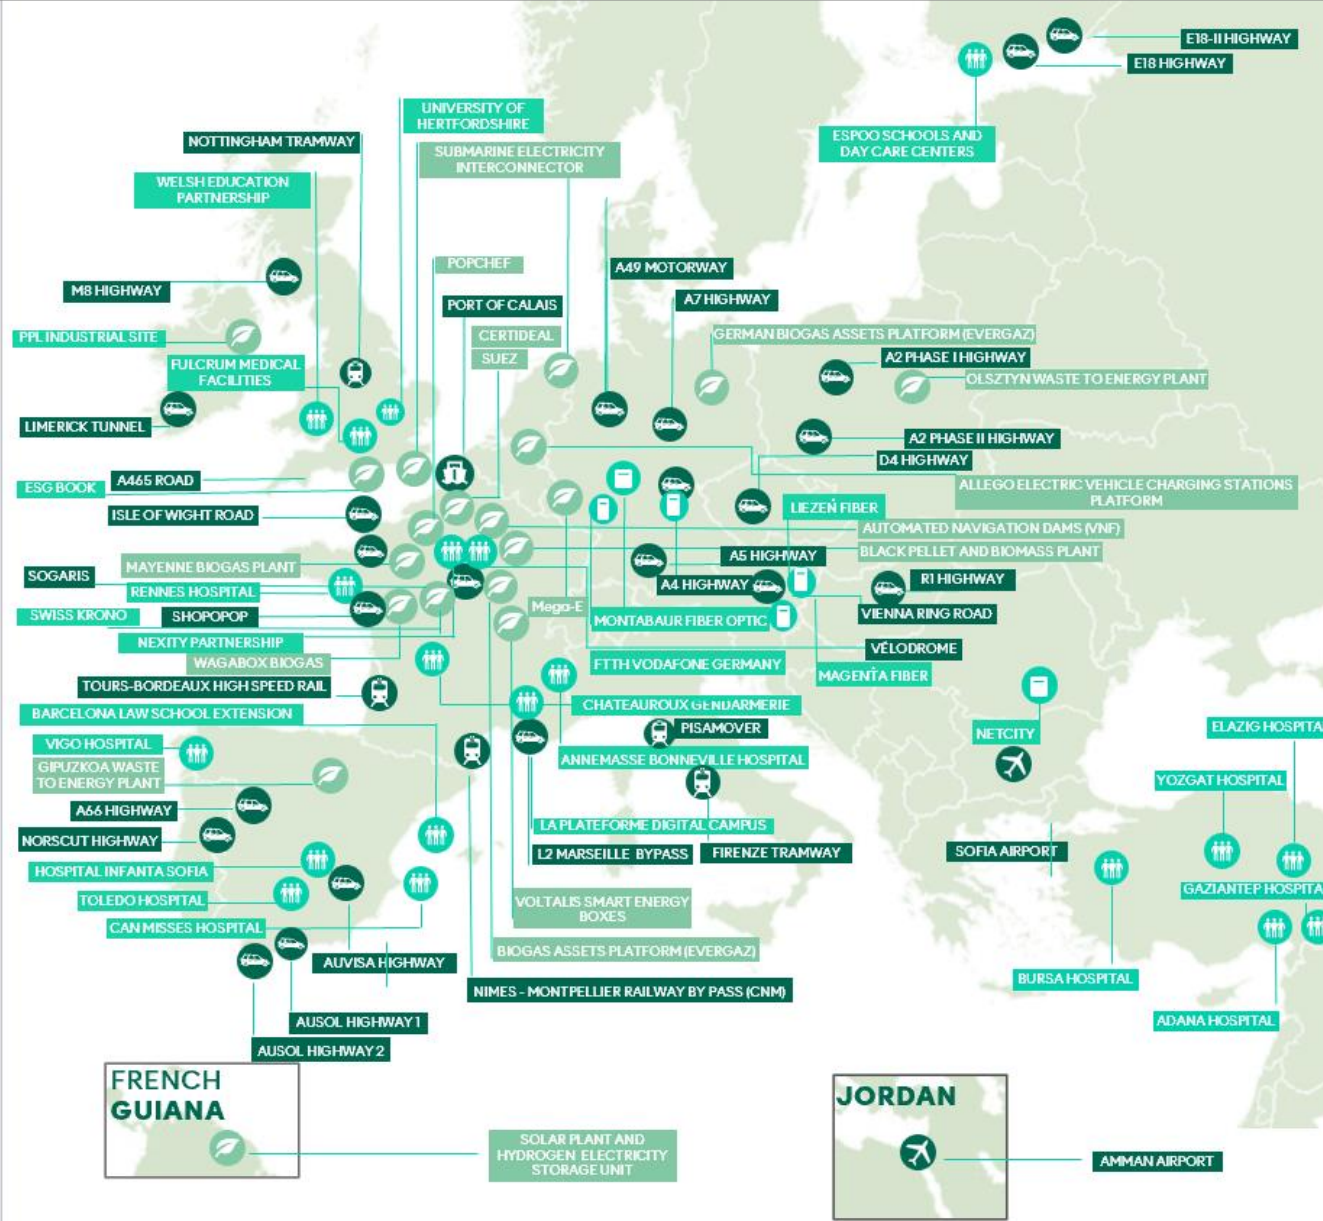 E18-II HIGHWAY
E18 HIGHWAY
UNIVERSITY OF
HERTFORDSHIRE
NOTTINGHAM TRAMWAY
ESPOO SCHOOLS AND
DAY CARE CENTERS
SUBMARINE ELECTRICITY
INTERCONNECTOR
WELSH EDUCATION
PARTNERSHIP
POPCHEF
A49 MOTORWAY
M8 HIGHWAY
PORT OF CALAIS
A7 HIGHWAY
PPL INDUSTRIAL SITE
CERTIDEAL
GERMAN BIOGAS ASSETS PLATFORM (EVERGAZ)
SUEZ
A2 PHASE I HIGHWAY
FULCRUM MEDICAL
FACILITIES
OLSZTYN WASTE TO ENERGY PLANT
LIMERICK TUNNEL
A2 PHASE II HIGHWAY
D4 HIGHWAY
A465 ROAD
ESG BOOK
ALLEGO ELECTRIC VEHICLE CHARGING STATIONS
PLATFORM
ISLE OF WIGHT ROAD
LIEZEN FIBER
AUTOMATED NAVIGATION DAMS (VNF)
MAYENNE BIOGAS PLANT
A5 HIGHWAY
BLACK PELLET AND BIOMASS PLANT
SOGARIS
RENNES HOSPITAL
A4 HIGHWAY
R1 HIGHWAY
SWISS KRONO
SHOPOPOP
Mega-E
MONTABAUR FIBER OPTIC
VIENNA RING ROAD
NEXITY PARTNERSHIP
VÉLODROME
WAGABOX BIOGAS
FTTH VODAFONE GERMANY
MAGENTA FIBER
TOURS-BORDEAUX HIGH SPEED RAIL
CHATEAUROUX GENDARMERIE
BARCELONA LAW SCHOOL EXTENSION
PISAMOVER
NETCITY
ELAZIG HOSPITA
VIGO HOSPITAL
ANNEMASSE BONNEVILLE HOSPITAL
GIPUZKOA WASTE
TO ENERGY PLANT
YOZGAT HOSPITAL
A66 HIGHWAY
LA PLATEFORME DIGITAL CAMPUS
NORSCUT HIGHWAY
L2 MARSEILLE BYPASS
FIRENZE TRAMWAY
SOFIA AIRPORT
HOSPITAL INFANTA SOFIA
GAZIANTEP HOSPITA
TOLEDO HOSPITAL
VOLTALIS SMART ENERGY
BOXES
CAN MISSES HOSPITAL
BIOGAS ASSETS PLATFORM (EVERGAZ)
AUVISA HIGHWAY
BURSA HOSPITAL
NIMES - MONTPELLIER RAILWAY BY PASS (CNM)
AUSOL HIGHWAY 1
ADANA HOSPITAL
AUSOL HIGHWAY 2
FRENCH
GUIANA
JORDAN
SOLAR PLANT AND
HYDROGEN ELECTRICITY
STORAGE UNIT
AMMAN AIRPORT